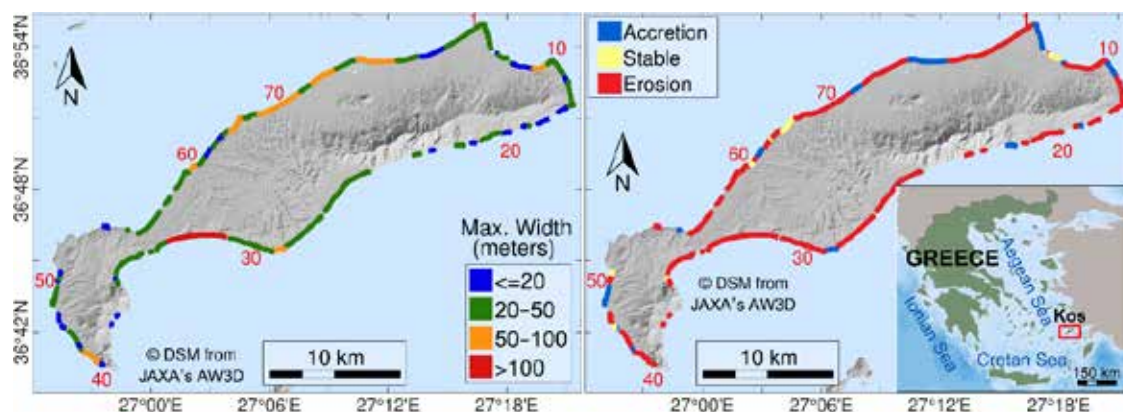 36°54'N
36°48'N
36°42'N
N
1
10
20
30
40
50
60
70
Max. Width
(meters)
<=20
20-50
50-100
>100
© DSM from
JAXA's AW3D
10 km
27°00'E
27°06'E
27°12'E
27°18'E
Accretion
Stable
Erosion
N
1
10
20
30
40
50
60
70
© DSM from
JAXA's AW3D
10 km
GREECE
Aegean Sea
Ionian Sea
Kos
Cretan Sea
150 km
27°00'E
27°06'E
27°12'E
27°18'E